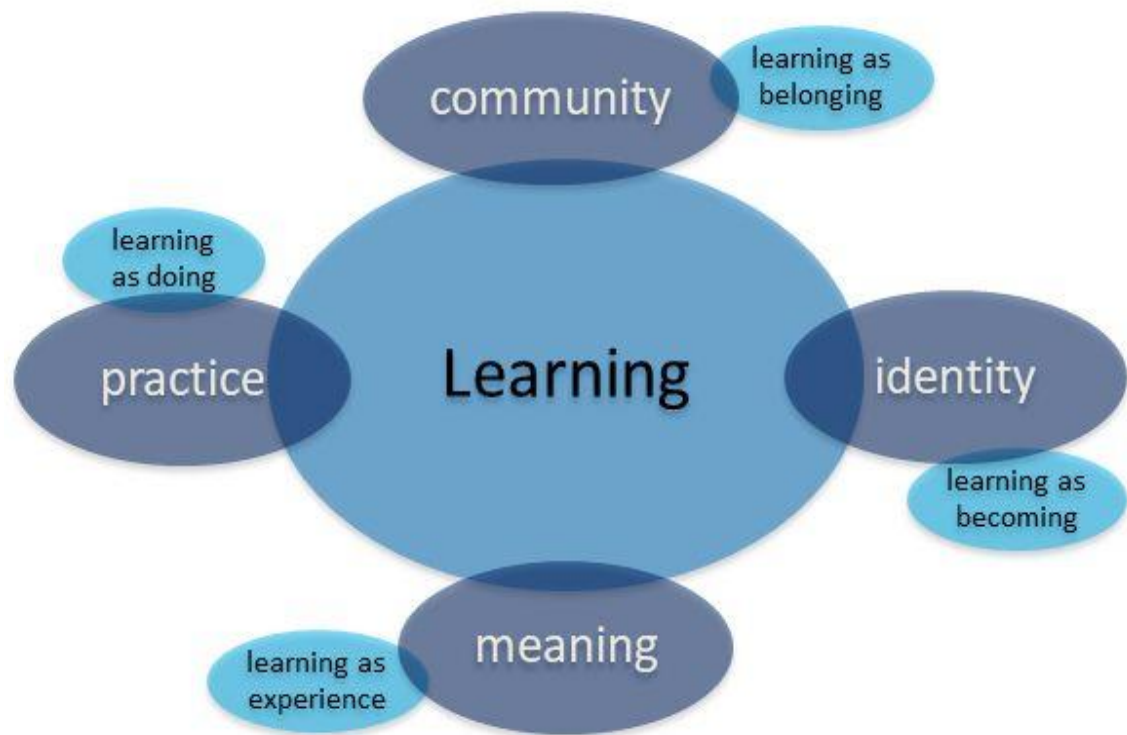 community
learning as
belonging
learning
as doing
practice
Learning
identity
learning as
becoming
meaning
learning as
experience